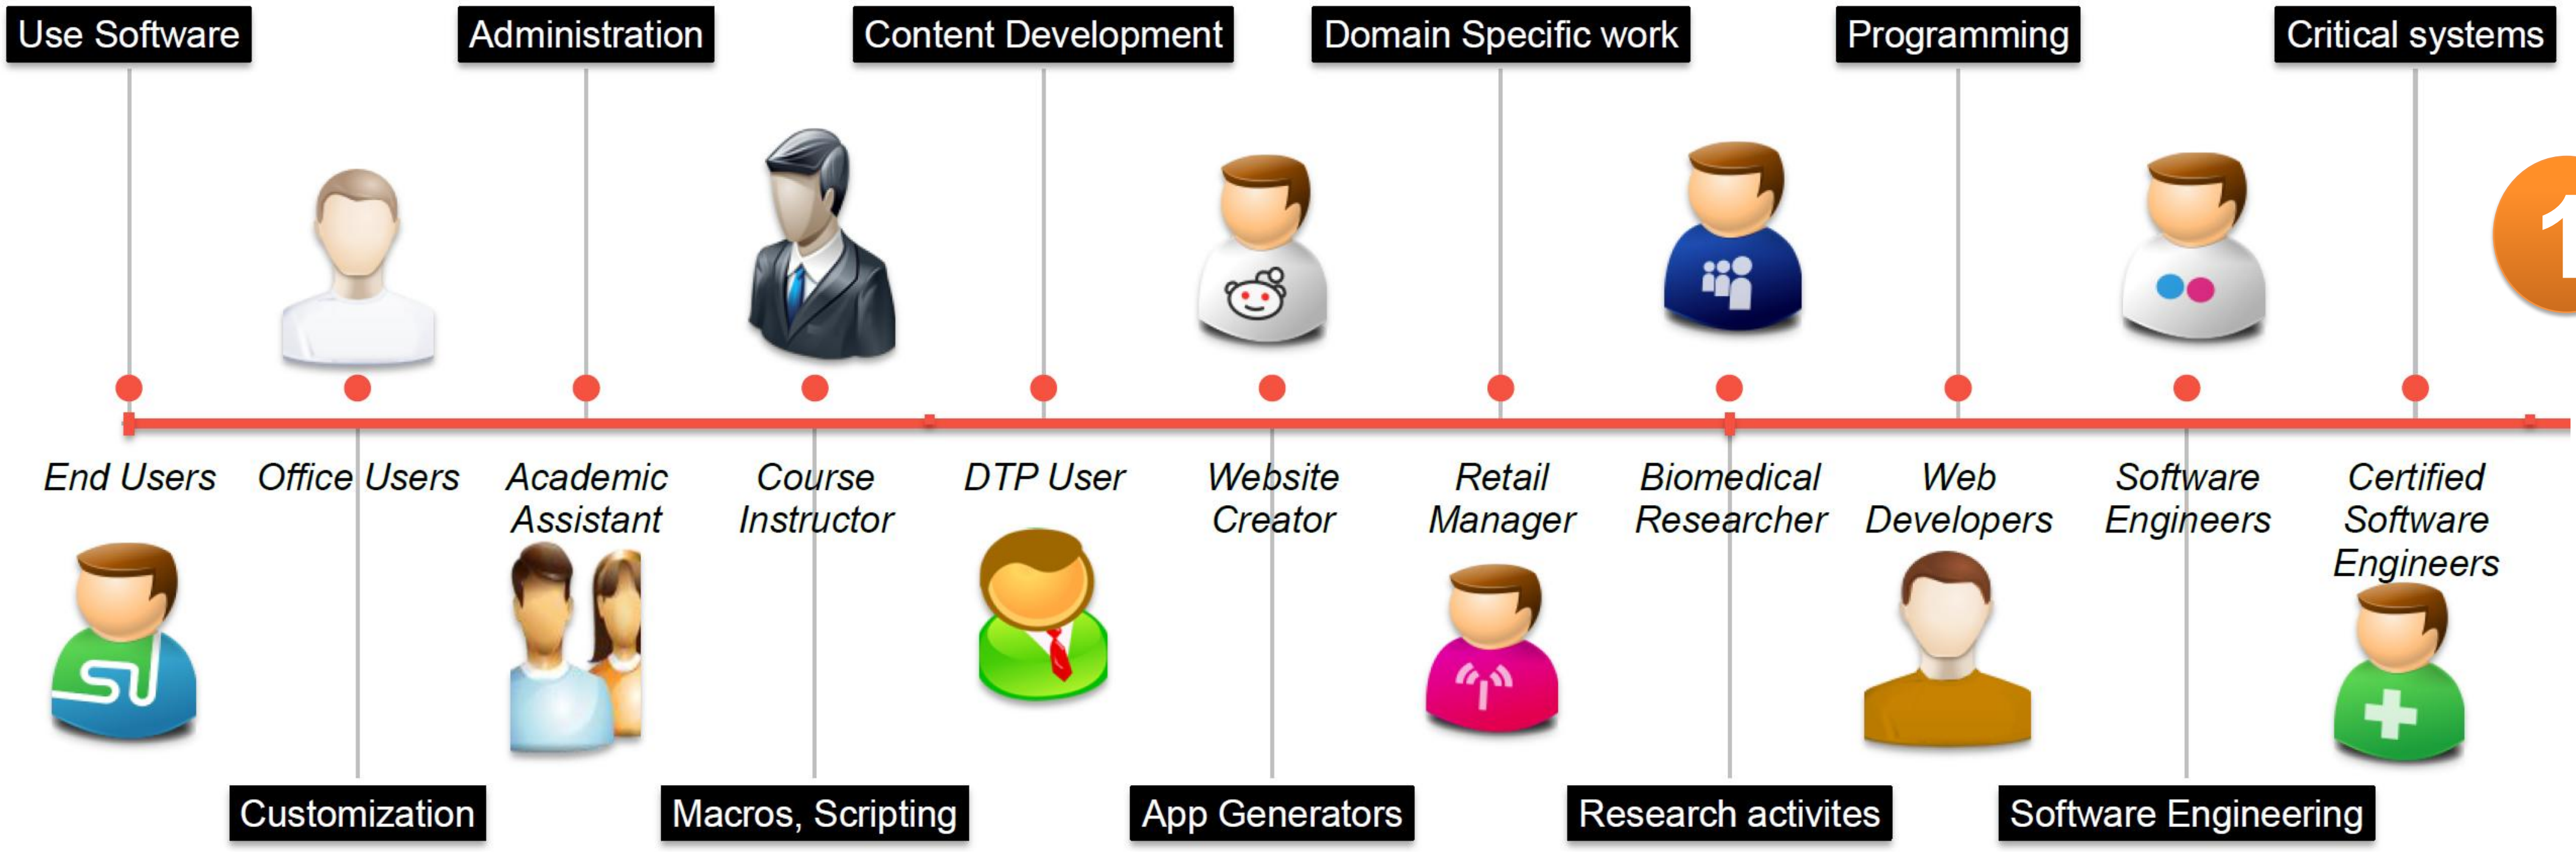 Use Software
Administration
Content Development
Domain Specific work
Programming
Critical systems
1
End Users
Office Users
Academic
Assistant
Course
Instructor
DTP User
Website
Creator
Retail
Manager
Biomedical
Researcher
Web
Developers
Software
Engineers
Certified
Software
Engineers
Customization
Macros, Scripting
App Generators
Research activites
Software Engineering